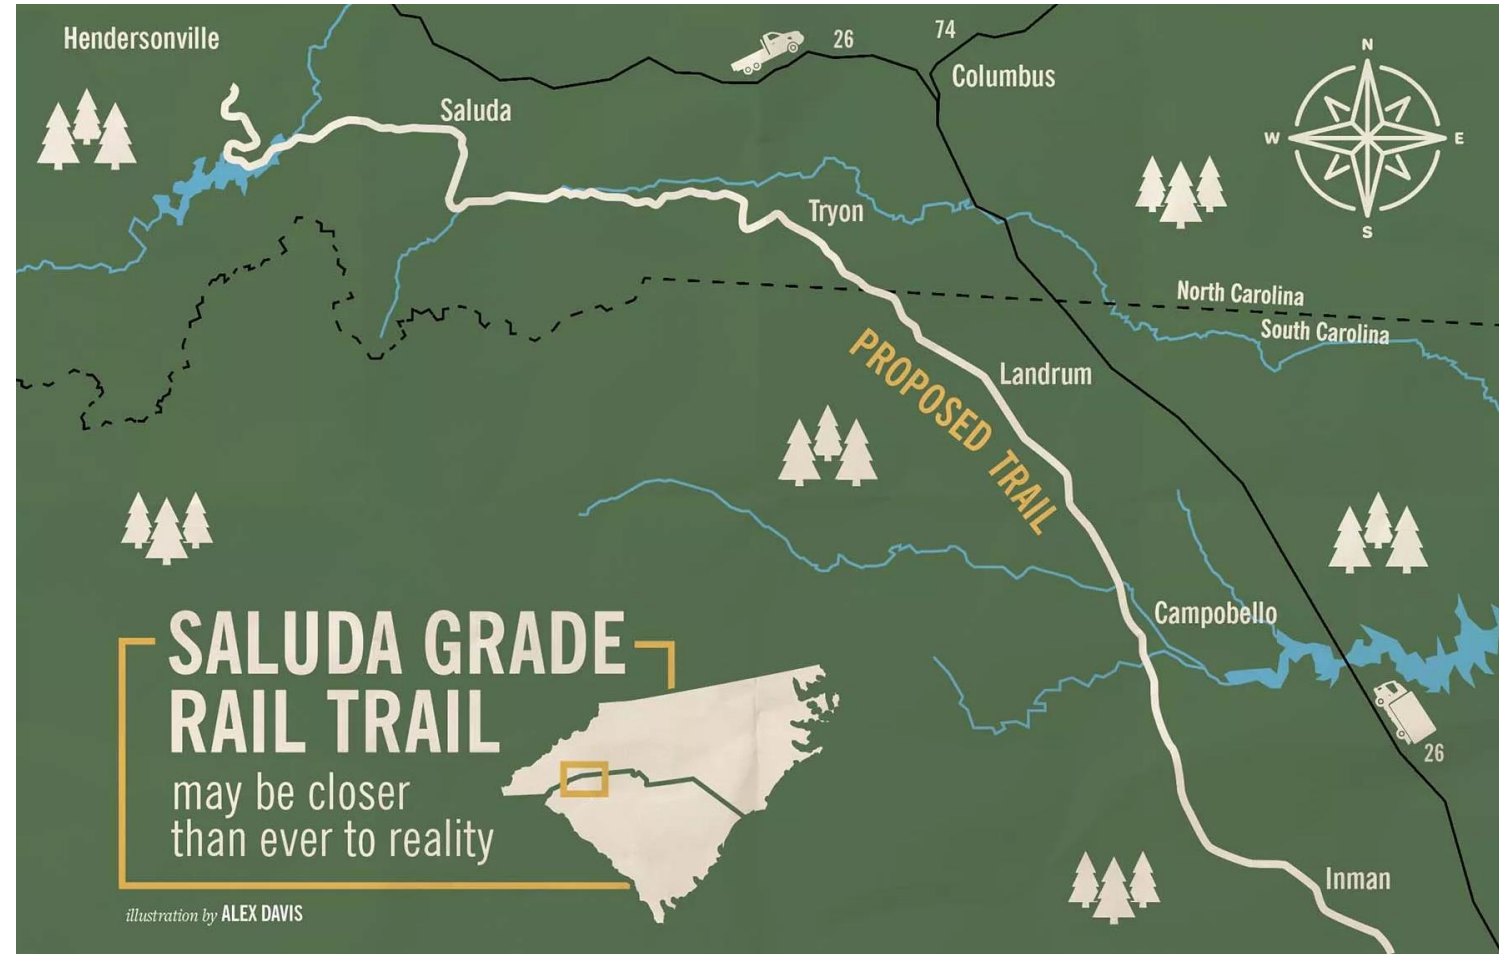 Hendersonville
26
74
Columbus
N
W
E
S
Saluda
Tryon
North Carolina
South Carolina
Landrum
PROPOSED TRAIL
Campobello
26
Inman
SALUDA GRADE
RAIL TRAIL
may be closer
than ever to reality
illustration by ALEX DAVIS